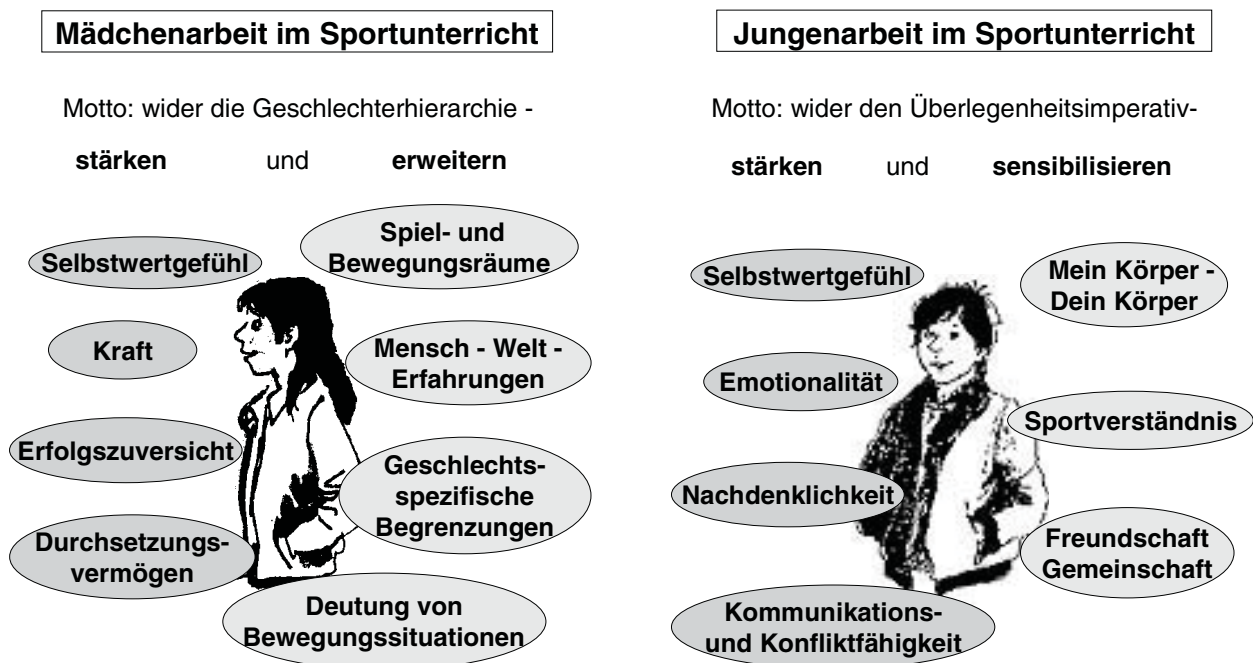 Mädchenarbeit im Sportunterricht
Motto: wider die Geschlechterhierarchie -
stärken und erweitern
Selbstwertgefühl
Kraft
Erfolgszuversicht
Durchsetzungs-
vermögen
Spiel- und
Bewegungsräume
Mensch - Welt -
Erfahrungen
Geschlechts-
spezifische
Begrenzungen
Deutung von
Bewegungssituationen
Jungenarbeit im Sportunterricht
Motto: wider den Überlegenheitsimperativ-
stärken und sensibilisieren
Selbstwertgefühl
Emotionalität
Nachdenklichkeit
Kommunikations-
und Konfliktfähigkeit
Mein Körper -
Dein Körper
Sportverständnis
Freundschaft
Gemeinschaft